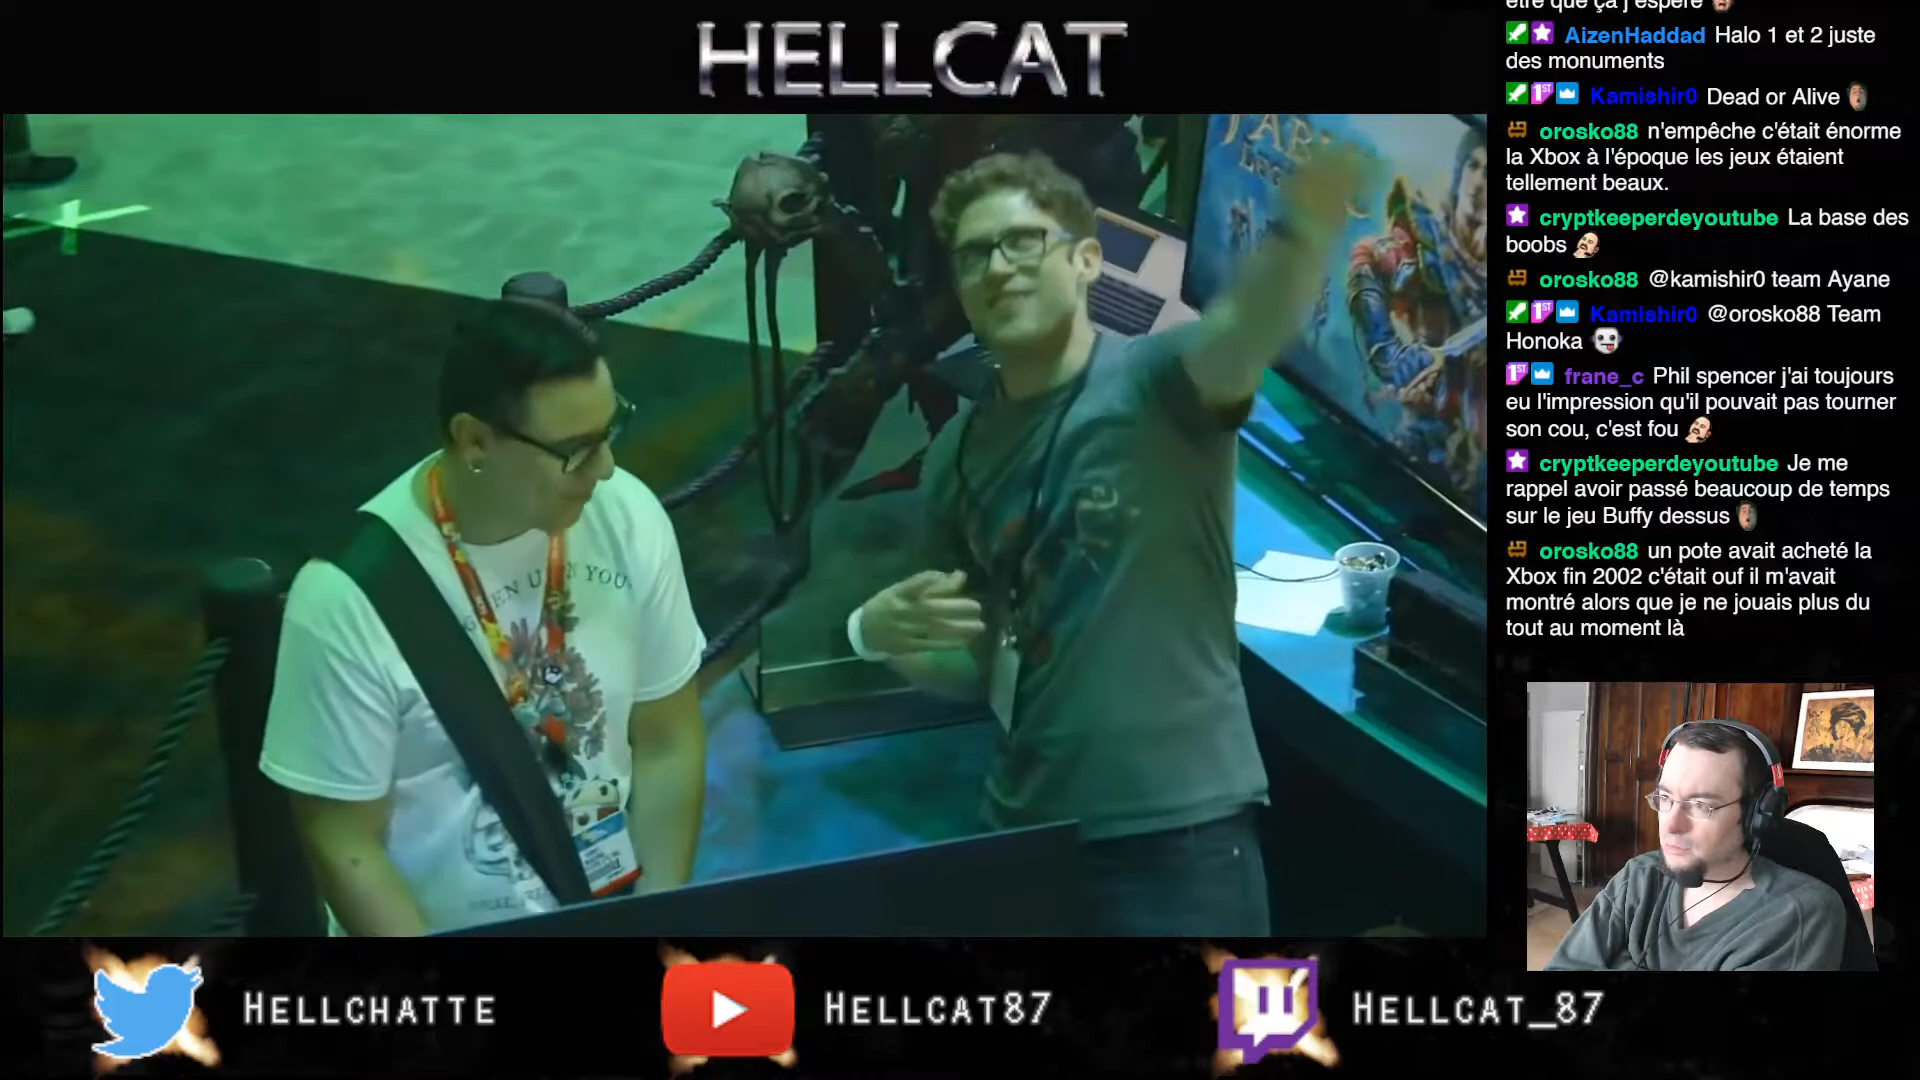 HELLCAT
être que ça j'espère
AizenHaddad Halo 1 et 2 juste
des monuments
Kamishir0 Dead or Alive
orosko88 n'empêche c'était énorme
la Xbox à l'époque les jeux étaient
tellement beaux.
cryptkeeperdeyoutube La base des
boobs
orosko88 @kamishir0 team Ayane
Kamishir0 @orosko88 Team
Honoka
frane_c Phil spencer j'ai toujours
eu l'impression qu'il pouvait pas tourner
son cou, c'est fou
cryptkeeperdeyoutube Je me
rappel avoir passé beaucoup de temps
sur le jeu Buffy dessus
orosko88 un pote avait acheté la
Xbox fin 2002 c'était ouf il m'avait
montré alors que je ne jouais plus du
tout au moment là
HELLCHATTE
HELLCAT87
HELLCAT_87